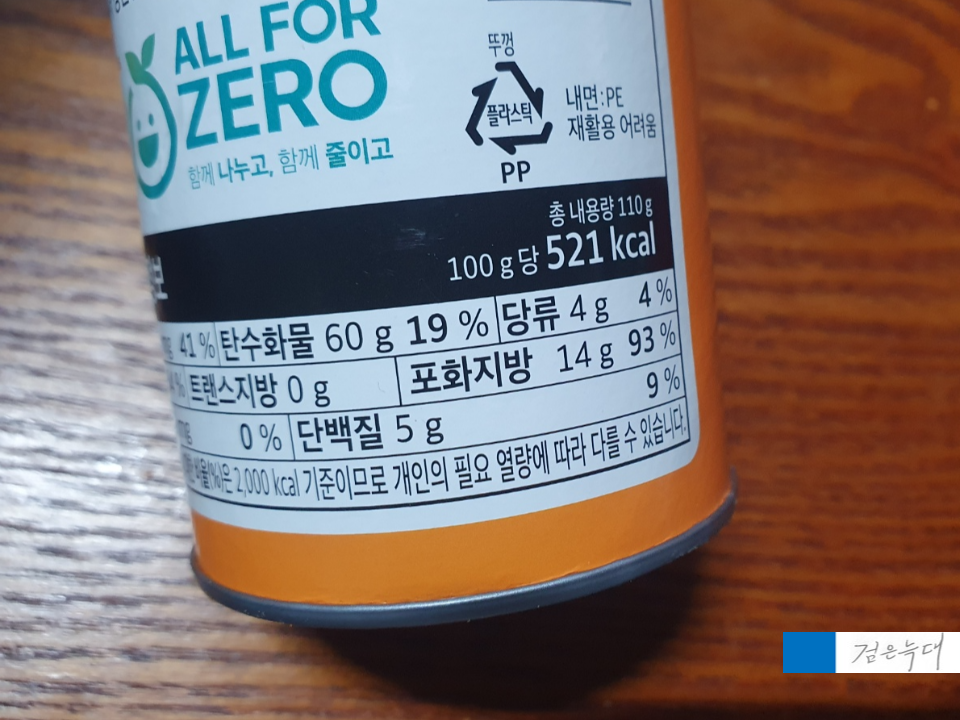 ALL FOR
ZERO
함께 나누고, 함께 줄이고
뚜껑
플라스틱
PP
내면:PE
재활용 어려움
총 내용량 110 g
100 g당 521 kcal
41 % 탄수화물 60 g 19 % 당류 4 g 4 %
트랜스지방 0 g 포화지방 14 g 93 %
0 % 단백질 5 g 9 %
비율(%)은 2,000 kcal 기준이므로 개인의 필요 열량에 따라 다를 수 있습니다.
검은늑대